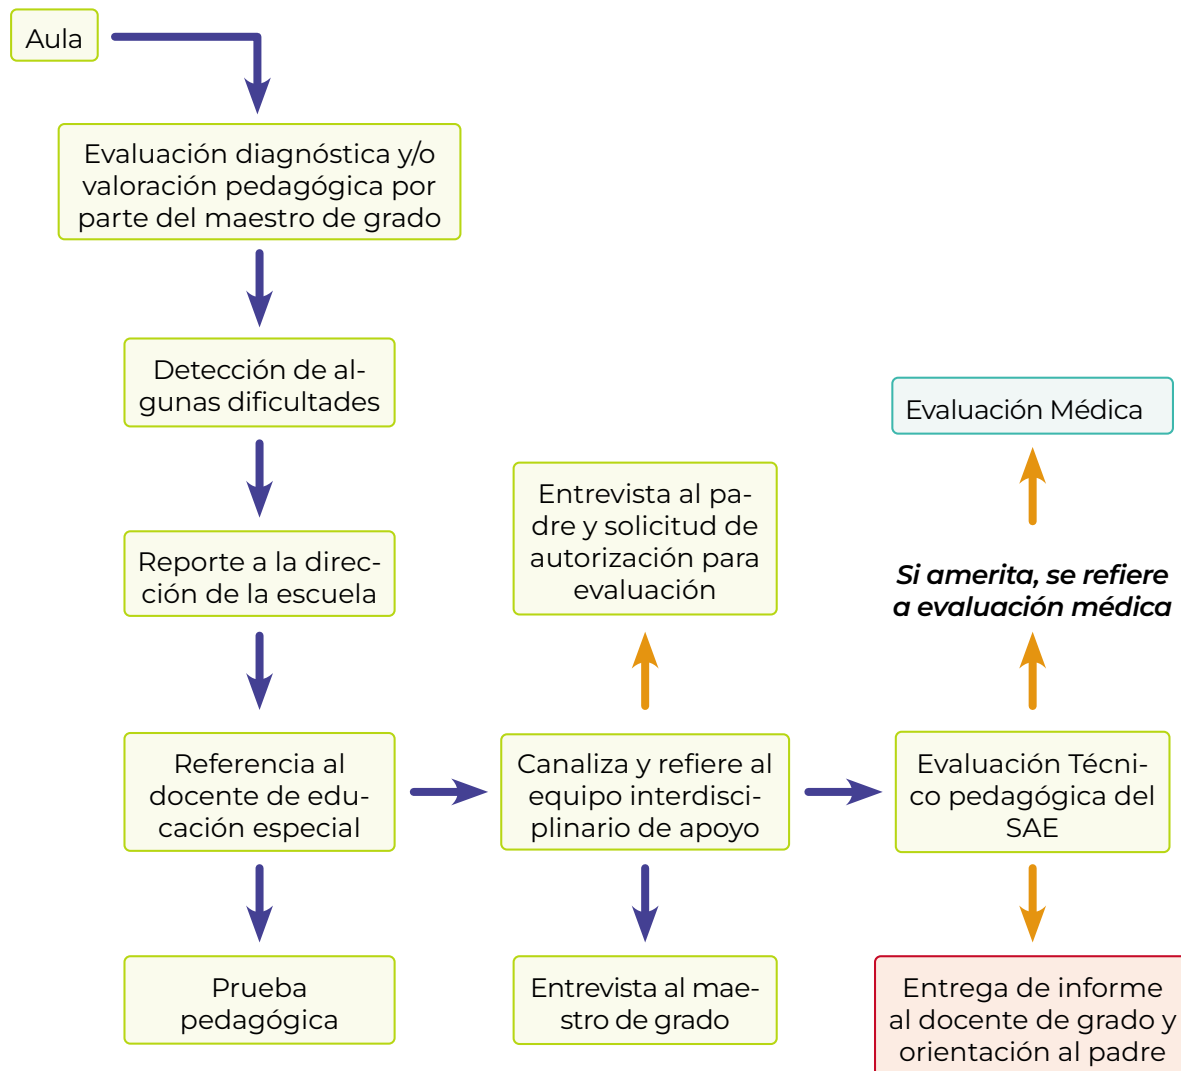 Aula
Evaluación diagnóstica y/o
valoración pedagógica por
parte del maestro de grado
Detección de al-
gunas dificultades
Reporte a la direc-
ción de la escuela
Referencia al
docente de edu-
cación especial
Prueba
pedagógica
Entrevista al pa-
dre y solicitud de
autorización para
evaluación
Canaliza y refiere al
equipo interdisci-
plinario de apoyo
Entrevista al mae-
stro de grado
Evaluación Médica
Si amerita, se refiere
a evaluación médica
Evaluación Técni-
co pedagógica del
SAE
Entrega de informe
al docente de grado y
orientación al padre